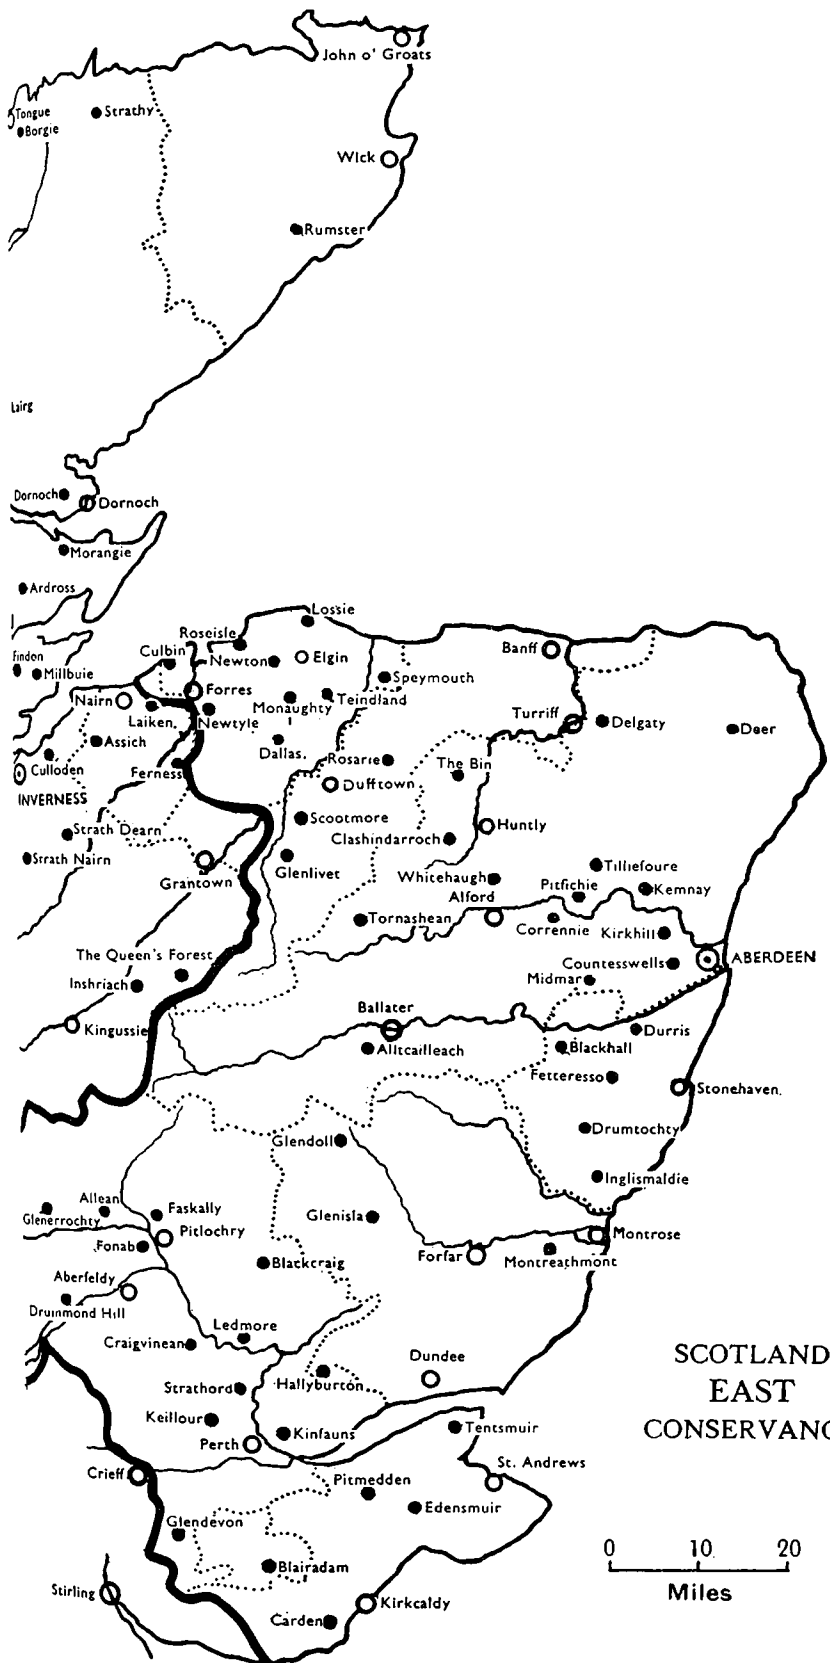 John o' Groats
Tongue
Borgie
Strathy
Wick
Rumster
Lairg
Dornoch
Dornoch
Morangie
Ardross
Lossie
Roseisle
Culbin
Newton
Elgin
Banff
Findon
Millbuie
Speymouth
Forres
Nairn
Monaughty
Teindland
Laiken
Newtyle
Turriff
Delgaty
Deer
Assich
Dallas
Rosarie
The Bin
Culloden
Ferness
Dufftown
INVERNESS
Scootmore
Huntly
Strath Dearn
Clashindarroch
Strath Nairn
Glenlivet
Tilliefoure
Grantown
Whitehaugh
Pitfichie
Kemnay
Alford
Tornashean
Corrennie
Kirkhill
The Queen's Forest
Countesswells
ABERDEEN
Inshriach
Midmar
Ballater
Kingussie
Durris
Alltcailleach
Blackhall
Fetteresso
Stonehaven.
Drumtochty
Glendoll
Inglismaldie
Allean
Faskally
Glenerrochty
Glenisla
Pitlochry
Montrose
Fonab
Forfar
Blackcraig
Montreathmont
Aberfeldy
Drummond Hill
Ledmore
Craigvinean
Dundee
SCOTLAND
EAST
CONSERVANC
Strathord
Hallyburton
Keillour
Kinfauns
Tentsmuir
Perth
St. Andrews
Crieff
Pitmedden
Edensmuir
Glendevon
Blairadam
0 10 20
Miles
Stirling
Kirkcaldy
Carden